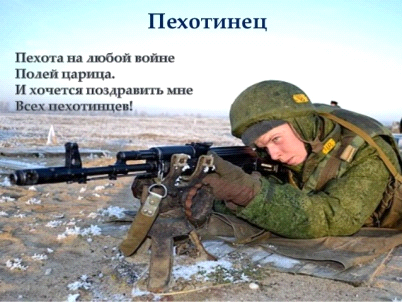 Пехотинец
Пехота на любой войне
Полей царица.
И хочется поздравить мне
Всех пехотинцев!